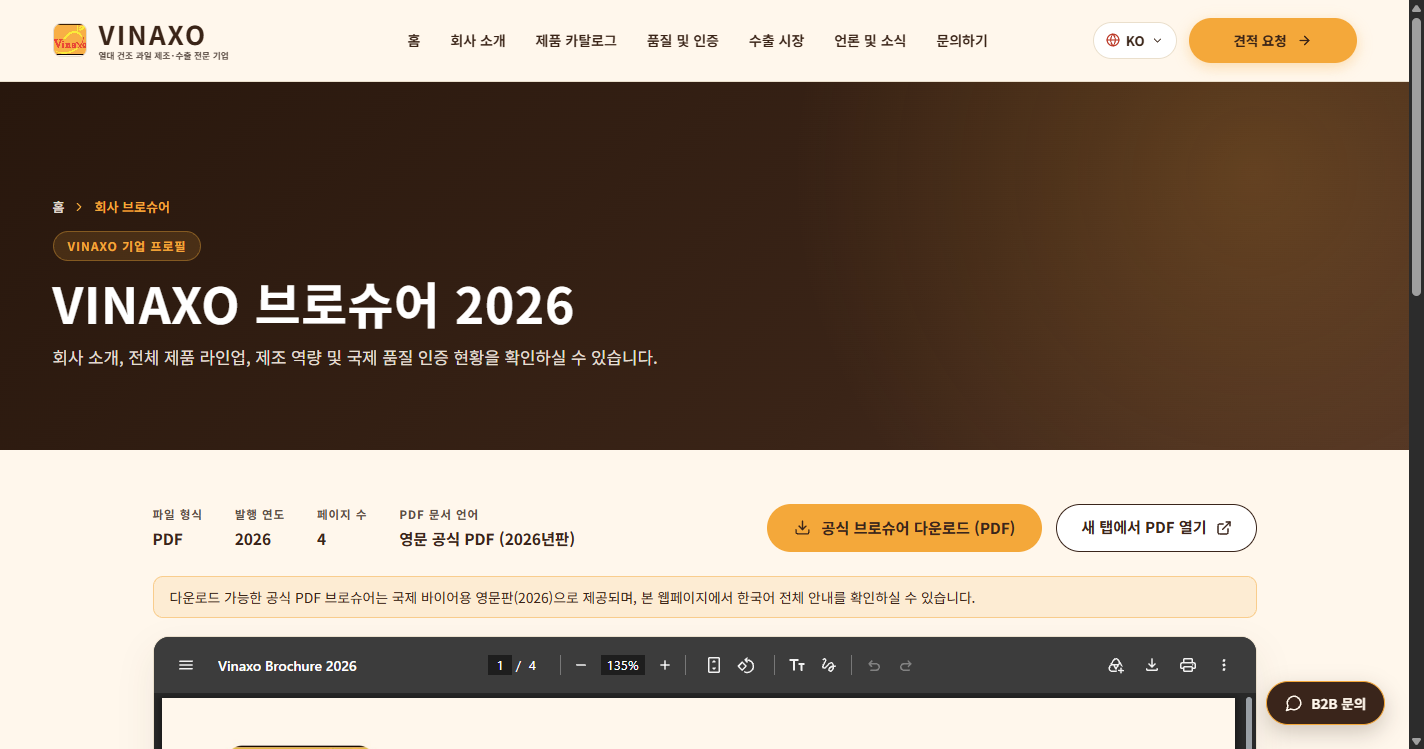 Vinaxo
VINAXO
열대 건조 과일 제조·수출 전문 기업
홈
회사 소개
제품 카탈로그
품질 및 인증
수출 시장
언론 및 소식
문의하기
KO
견적 요청
홈 > 회사 브로슈어
VINAXO 기업 프로필
VINAXO 브로슈어 2026
회사 소개, 전체 제품 라인업, 제조 역량 및 국제 품질 인증 현황을 확인하실 수 있습니다.
파일 형식
PDF
발행 연도
2026
페이지 수
4
PDF 문서 언어
영문 공식 PDF (2026년판)
공식 브로슈어 다운로드 (PDF)
새 탭에서 PDF 열기
다운로드 가능한 공식 PDF 브로슈어는 국제 바이어용 영문판(2026)으로 제공되며, 본 웹페이지에서 한국어 전체 안내를 확인하실 수 있습니다.
Vinaxo Brochure 2026
1 / 4
135%
B2B 문의